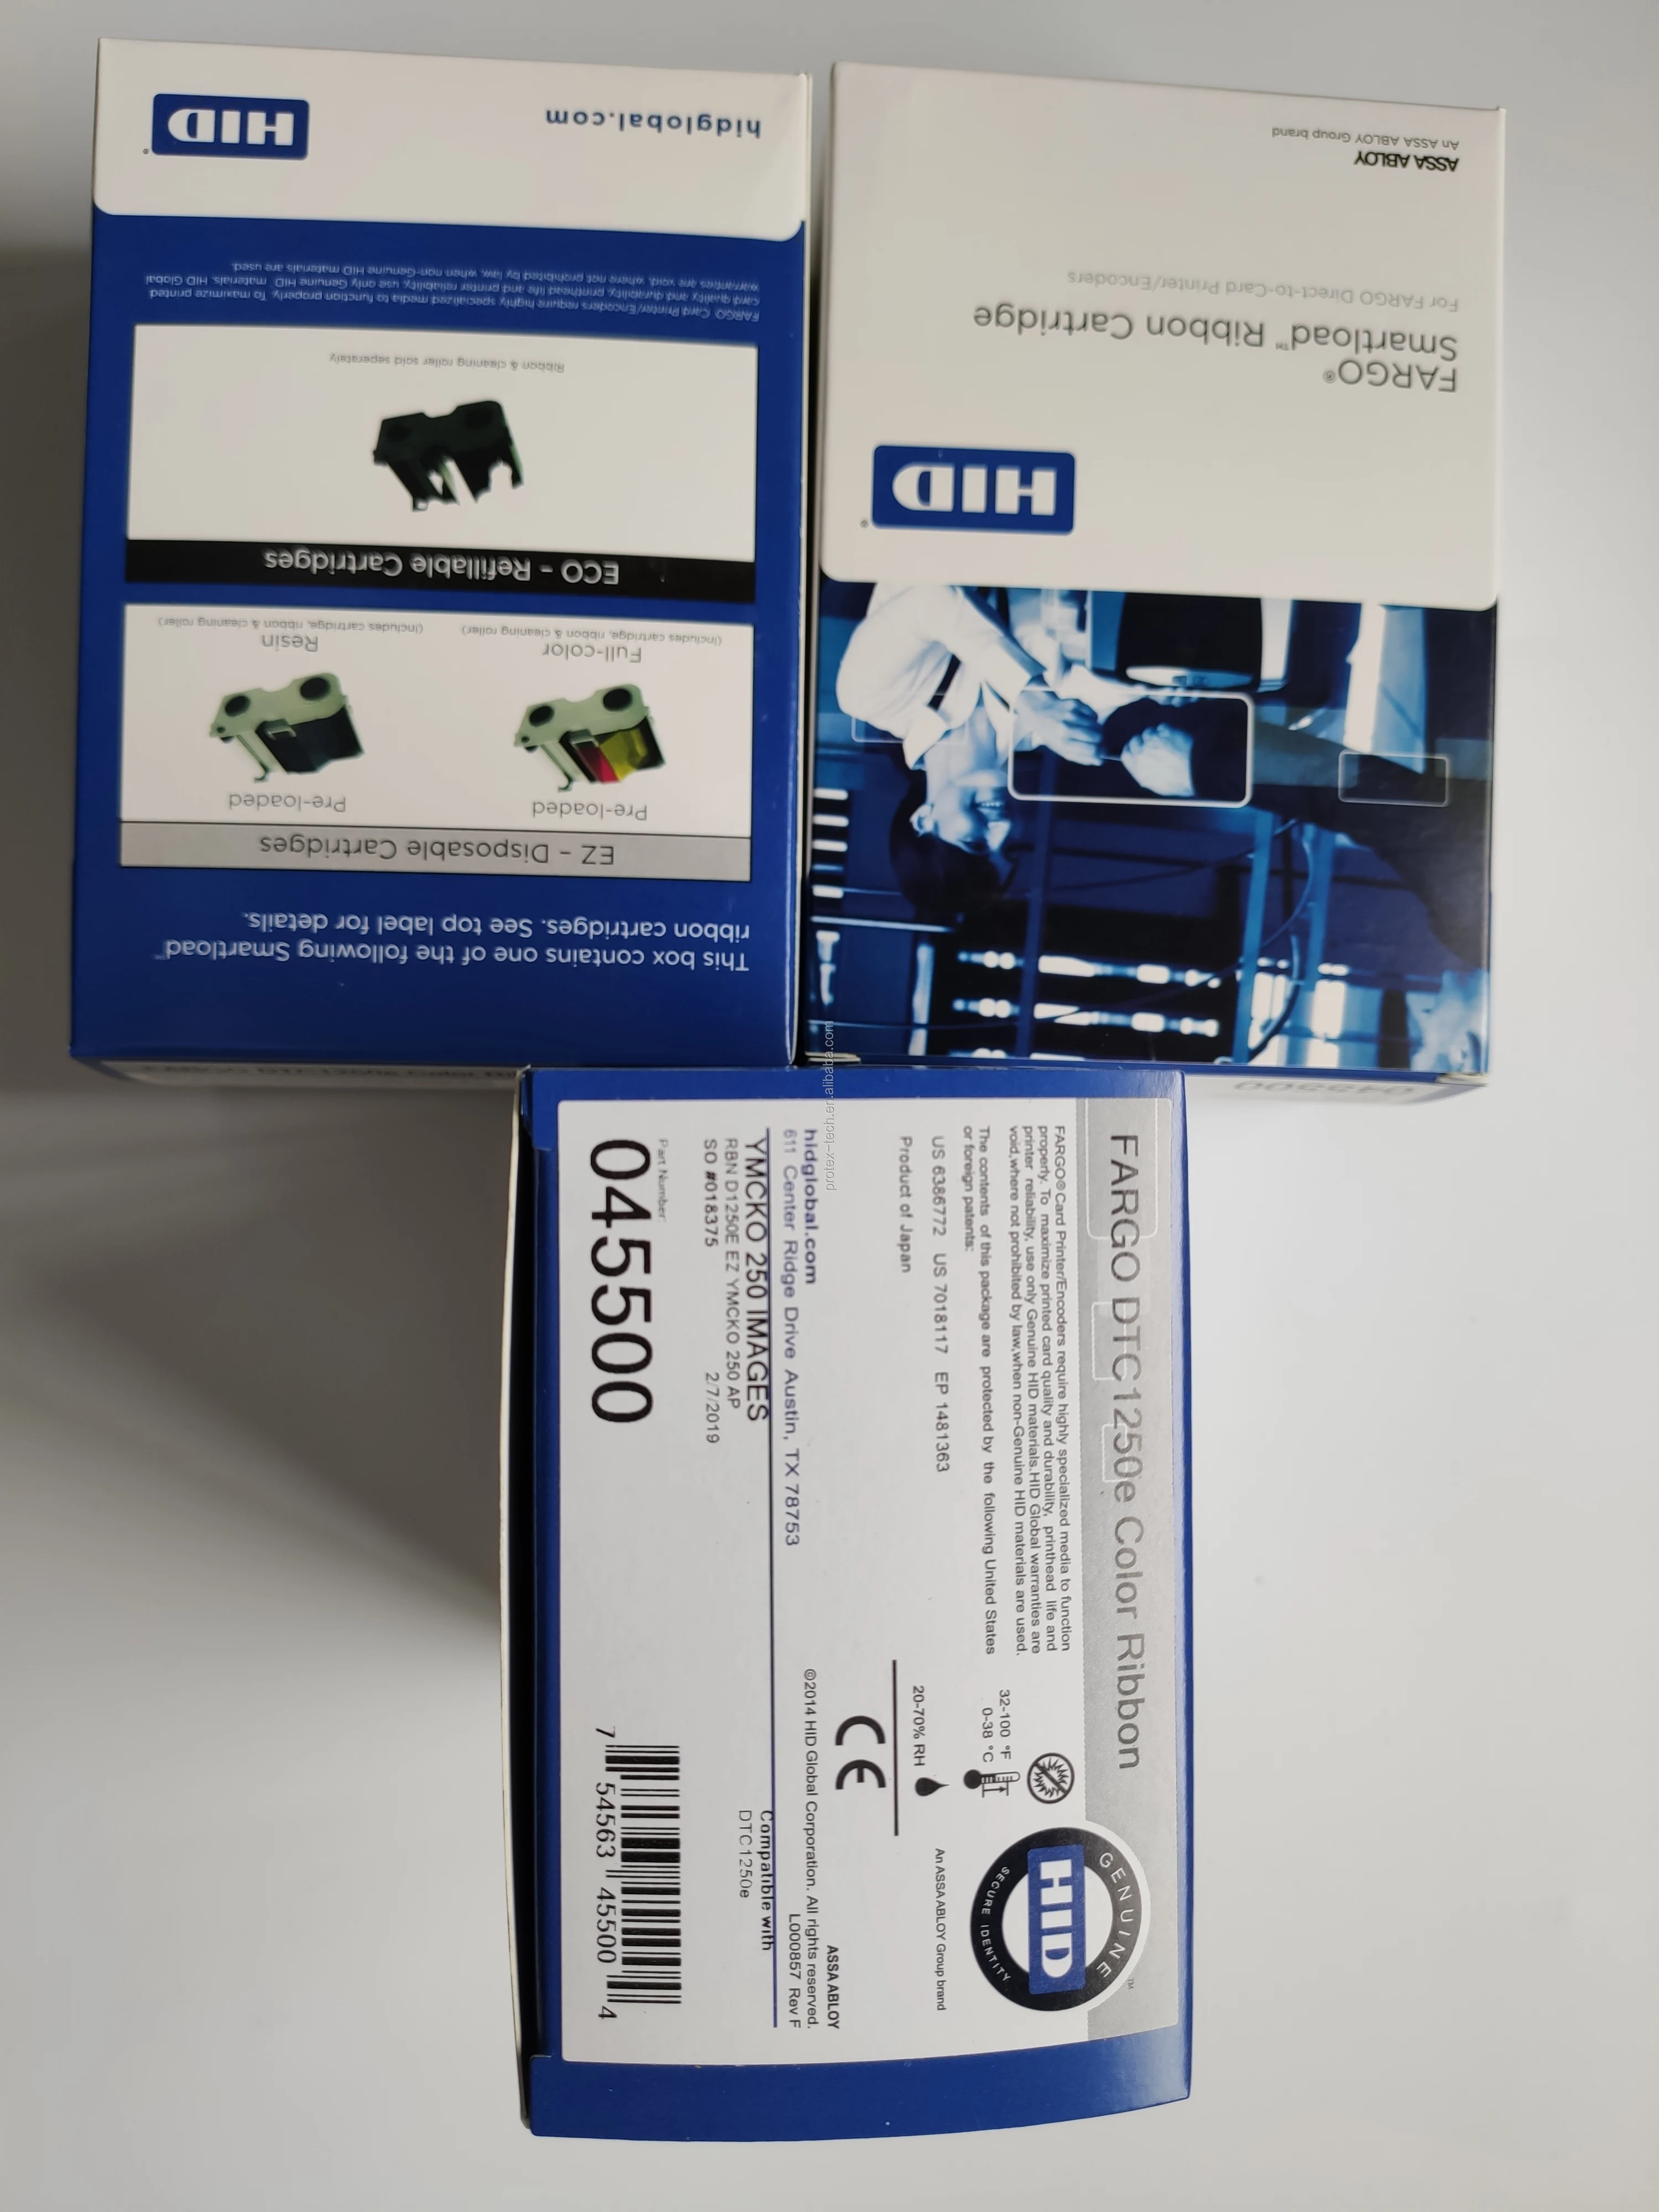 HID®
hidglobal.com
FARGO Card Printer/Encoders require highly specialized media to function properly. To maximize printed
card quality and durability, printhead life and printer reliability, use only Genuine HID materials. HID Global
warranties are void, where not prohibited by law, when non-Genuine HID materials are used.
Ribbon & cleaning roller sold seperately
ECO - Refillable Cartridges
(includes cartridge, ribbon & cleaning roller)
Full-color
(includes cartridge, ribbon & cleaning roller)
Resin
Pre-loaded
Pre-loaded
EZ - Disposable Cartridges
This box contains one of the following Smartload™
ribbon cartridges. See top label for details.
An ASSA ABLOY Group brand
ASSA ABLOY
For FARGO Direct-to-Card Printer/Encoders
FARGO®
Smartload™ Ribbon Cartridge
HID®
045500
protex-tech.en.alibaba.com
FARGO DTC1250e Color Ribbon
FARGO®Card Printer/Encoders require highly specialized media to function
properly. To maximize printed card quality and durability, printhead life and
printer reliability, use only Genuine HID materials.HID Global warranties are
void,where not prohibited by law,when non-Genuine HID materials are used.
The contents of this package are protected by the following United States
or foreign patents:
US 6386772 US 7018117 EP 1481363
Product of Japan
32-100 °F
0-38 °C
20-70% RH
CE
GENUINE™
HID
SECURE IDENTITY
An ASSA ABLOY Group brand
ASSA ABLOY
hidglobal.com
611 Center Ridge Drive Austin, TX 78753
©2014 HID Global Corporation. All rights reserved.
L000857 Rev F
YMCKO 250 IMAGES
RBN D1250E EZ YMCKO 250 AP
SO #018375 2/7/2019
Compatible with
DTC1250e
Part Number:
045500
7 54563 45500 4